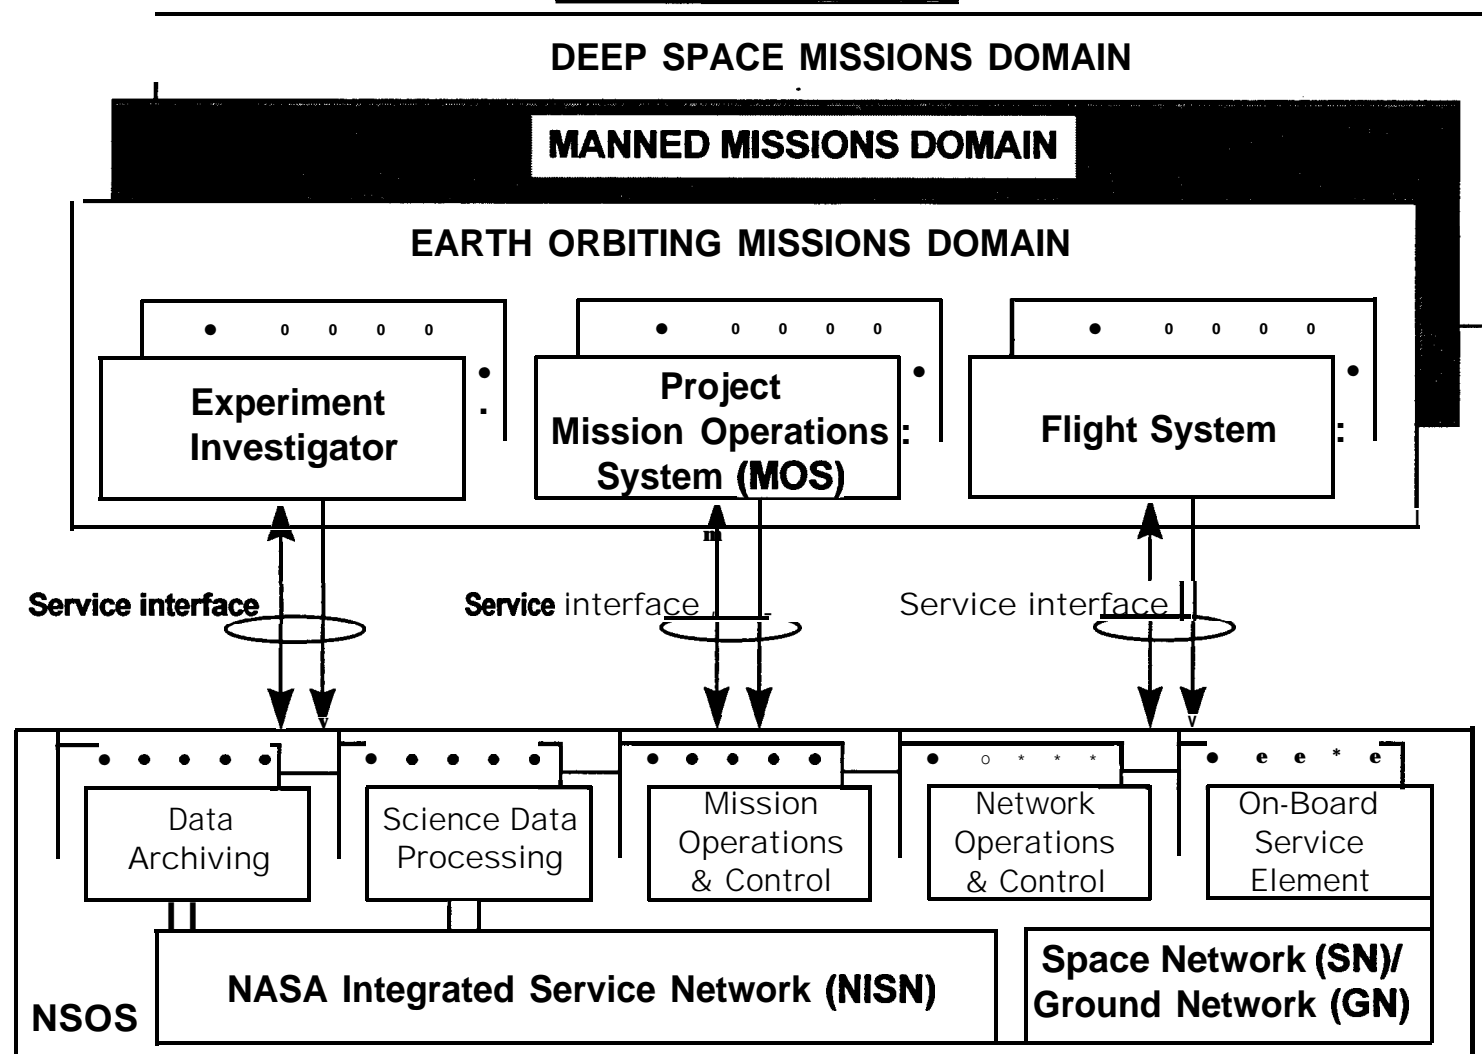 DEEP SPACE MISSIONS DOMAIN
MANNED MISSIONS DOMAIN
EARTH ORBITING MISSIONS DOMAIN
Experiment
Investigator
Project
Mission Operations :
System (MOS)
Flight System :
Service interface
Service interface
Service interface
Data
Archiving
Science Data
Processing
Mission
Operations
& Control
Network
Operations
& Control
On-Board
Service
Element
NSOS
NASA Integrated Service Network (NISN)
Space Network (SN)/
Ground Network (GN)